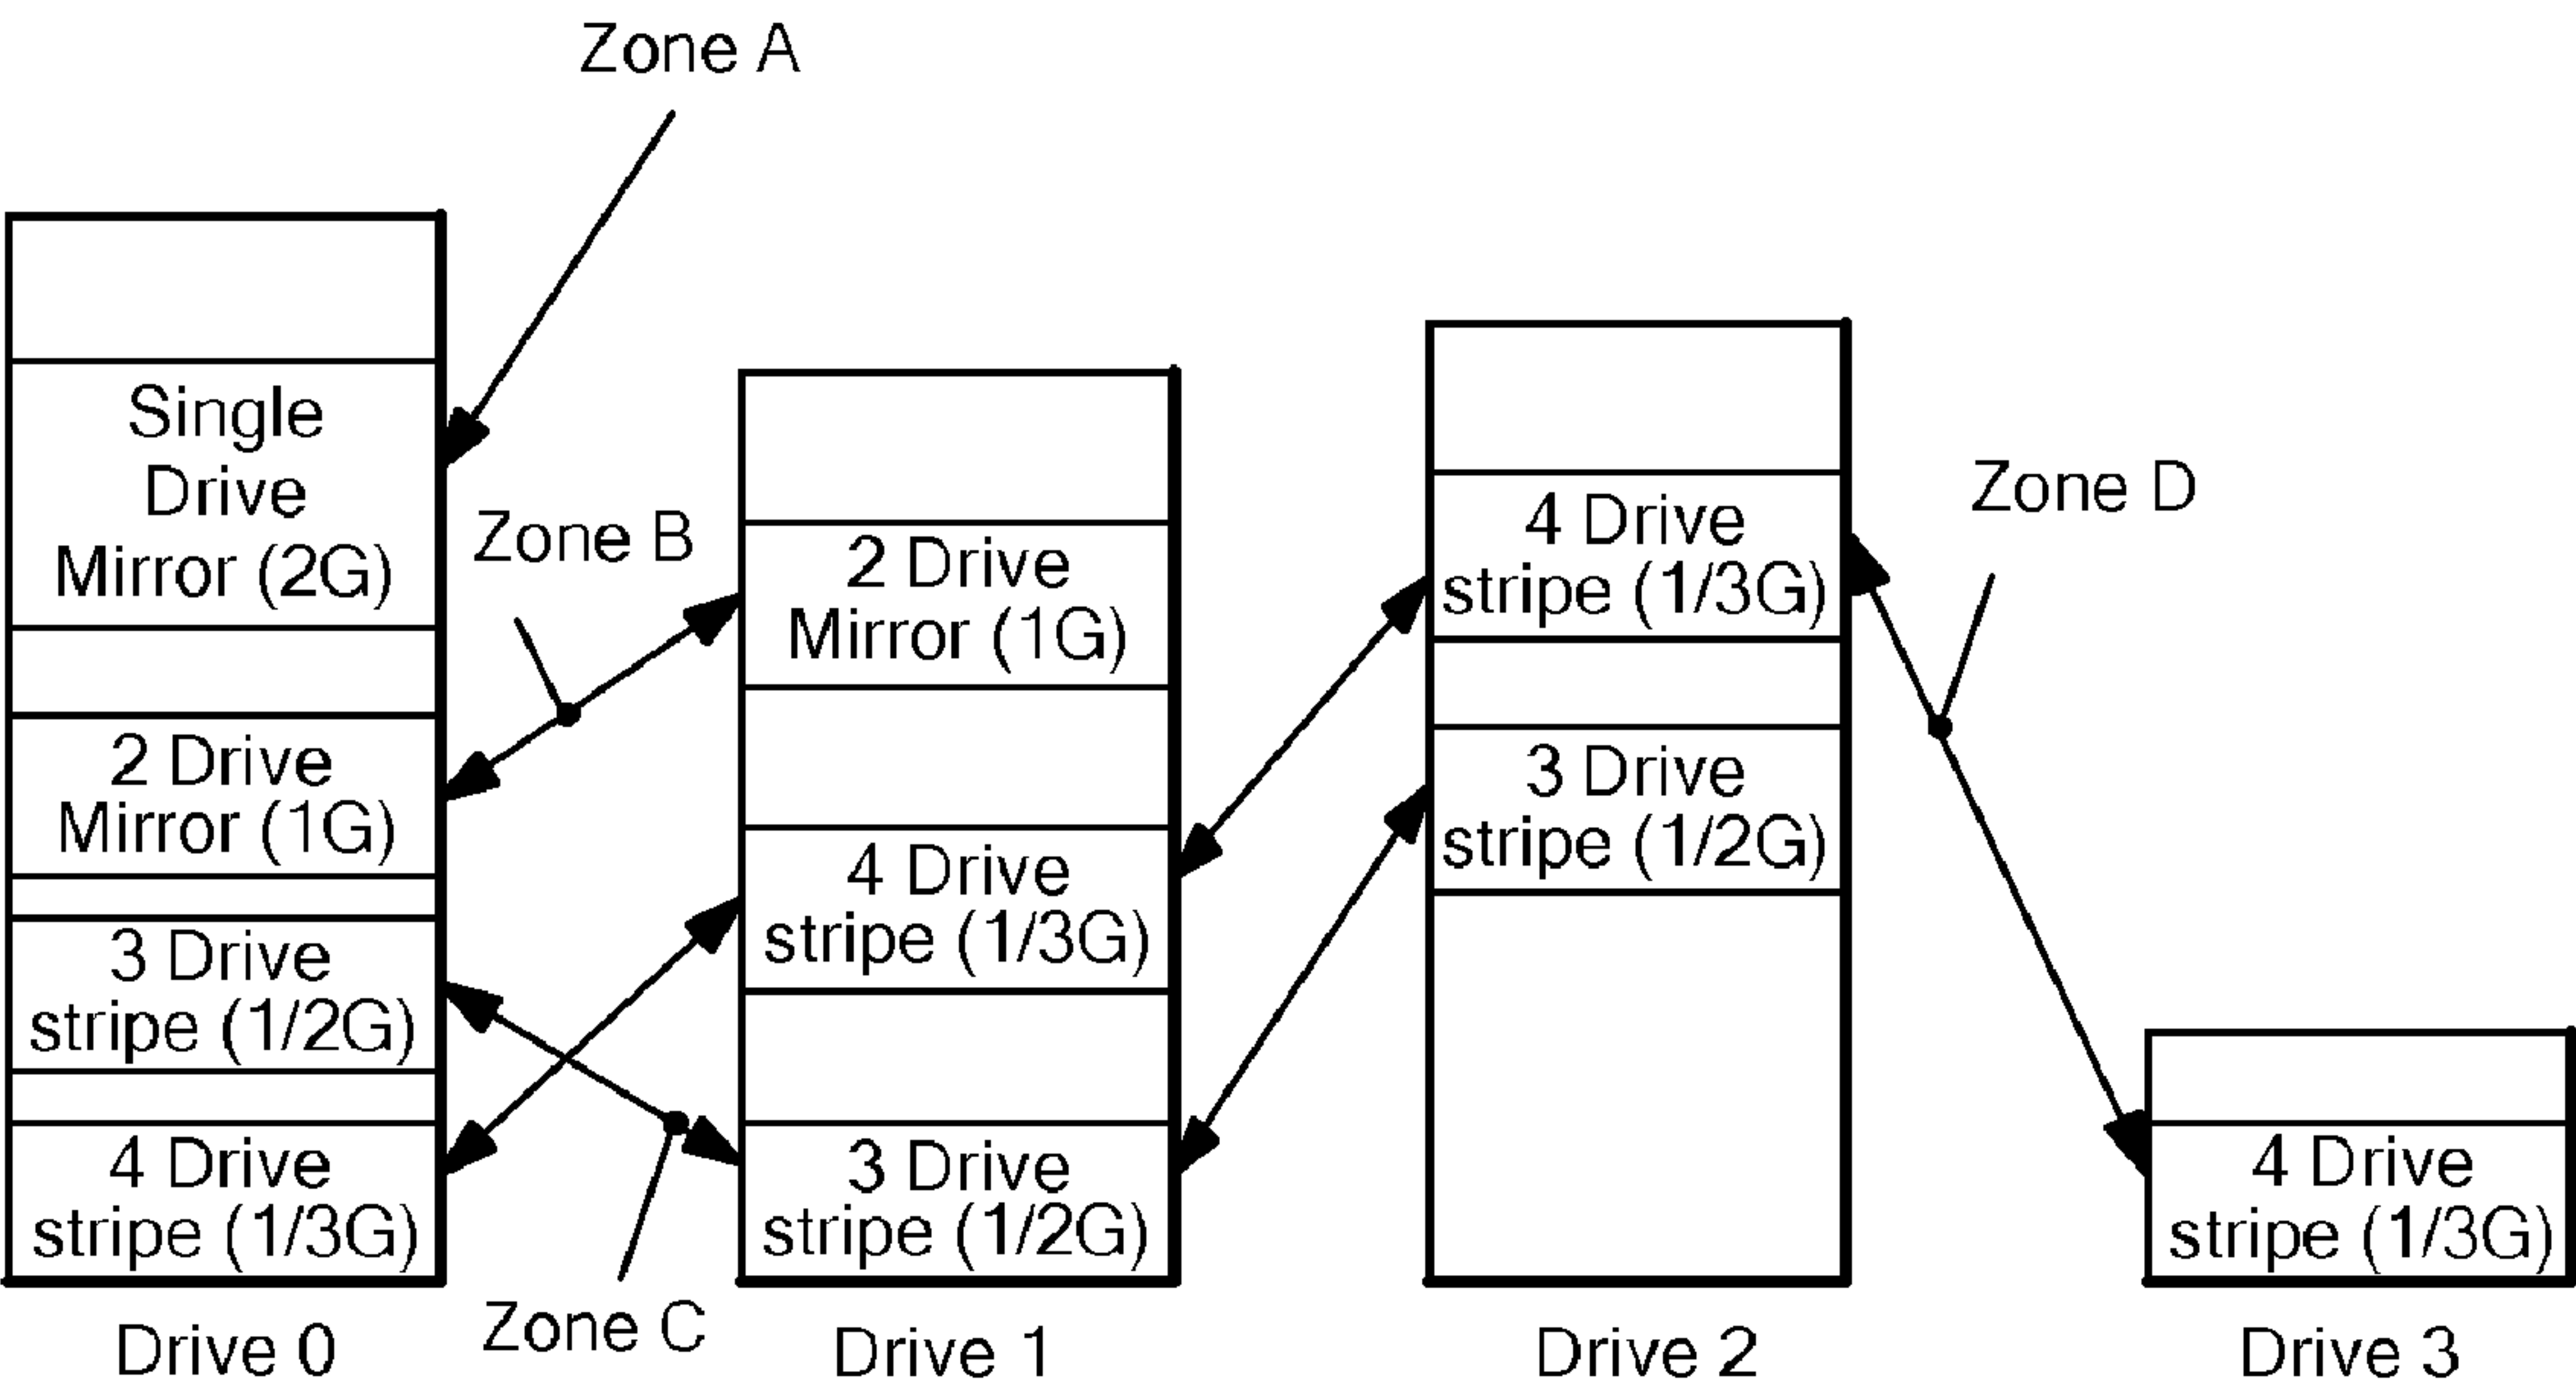 Zone A
Single
Drive
Mirror (2G)
Zone B
2 Drive
Mirror (1G)
3 Drive
stripe (1/2G)
4 Drive
stripe (1/3G)
Drive 0
Zone C
2 Drive
Mirror (1G)
4 Drive
stripe (1/3G)
3 Drive
stripe (1/2G)
Drive 1
4 Drive
stripe (1/3G)
3 Drive
stripe (1/2G)
Drive 2
Zone D
4 Drive
stripe (1/3G)
Drive 3